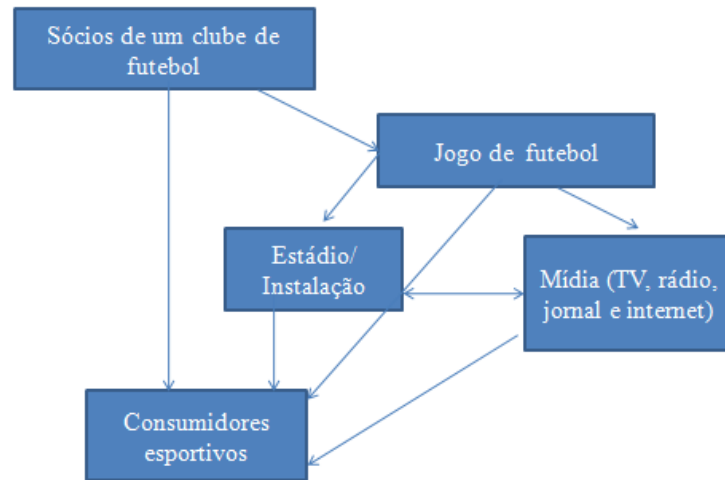 Sócios de um clube de
futebol
Jogo de futebol
Estádio/
Instalação
Mídia (TV, rádio,
jornal e internet)
Consumidores
esportivos